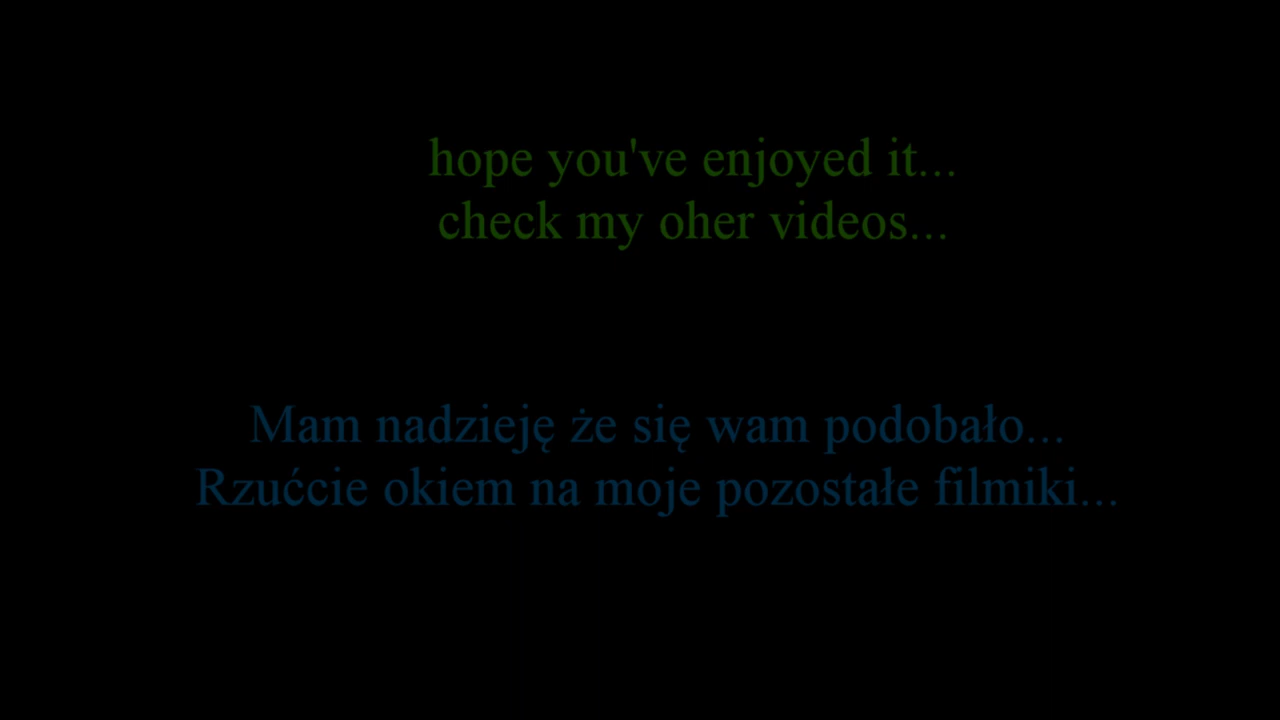 hope you've enjoyed it...
check my oher videos...
Mam nadzieję że się wam podobało...
Rzućcie okiem na moje pozostałe filmiki...